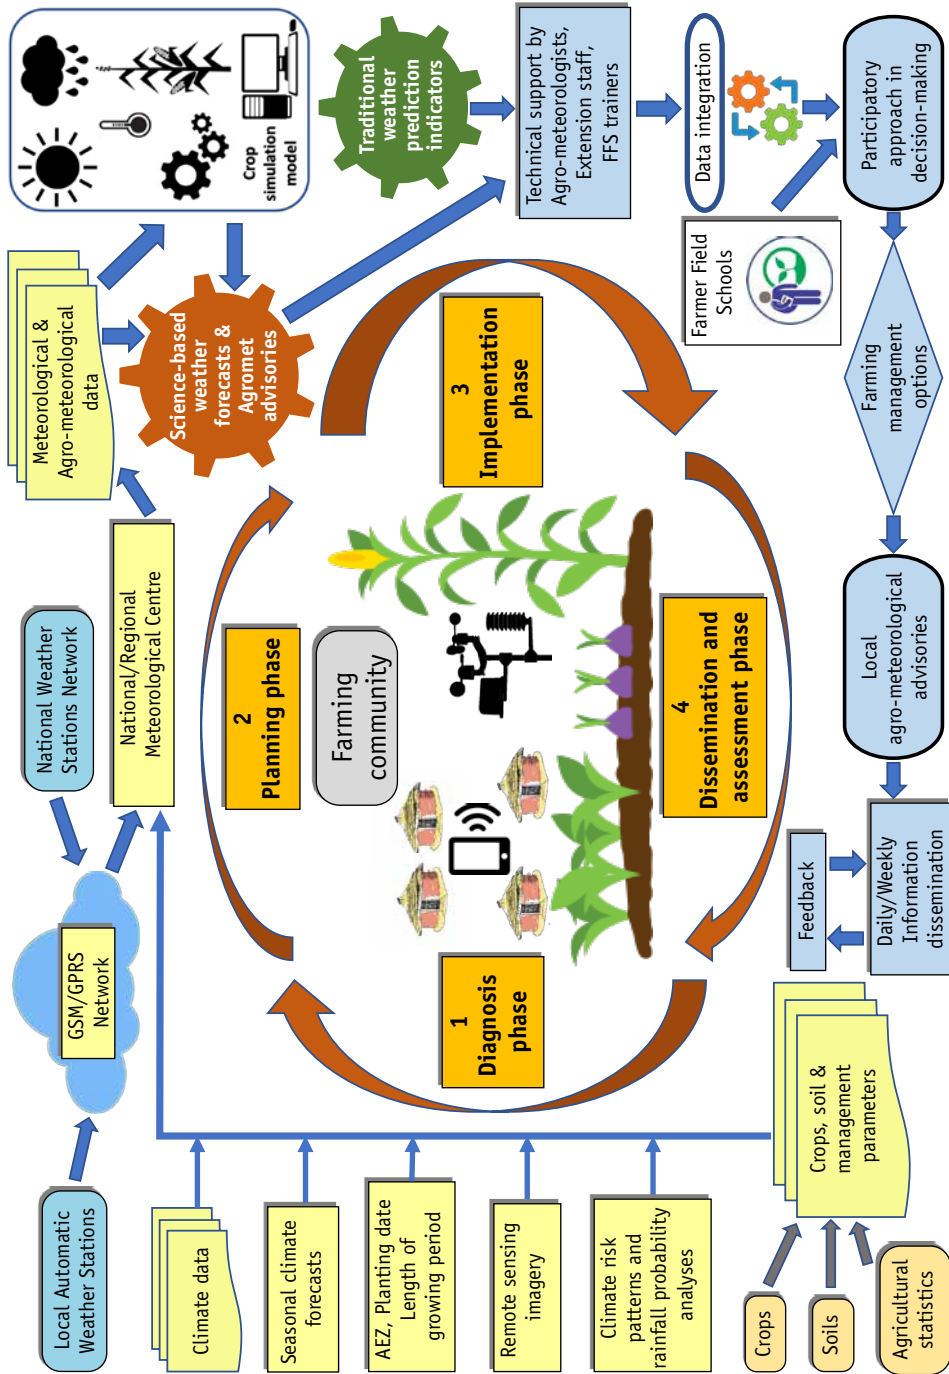 Local Automatic
Weather Stations
GSM/GPRS
Network
National Weather
Stations Network
National/Regional
Meteorological Centre
Meteorological &
Agro-meteorological
data
Crop
simulation
model
Climate data
Seasonal climate
forecasts
AEZ, Planting date
Length of
growing period
Remote sensing
imagery
Climate risk
patterns and
rainfall probability
analyses
Science-based
weather
forecasts &
Agromet
advisories
Traditional
weather
prediction
indicators
2
Planning phase
Farming
community
1
Diagnosis
phase
3
Implementation
phase
4
Dissemination and
assessment phase
Technical support by
Agro-meteorologists,
Extension staff,
FFS trainers
Data integration
Farmer Field
Schools
Participatory
approach in
decision-making
Farming
management
options
Local
agro-meteorological
advisories
Feedback
Daily/Weekly
Information
dissemination
Crops, soil &
management
parameters
Crops
Soils
Agricultural
statistics